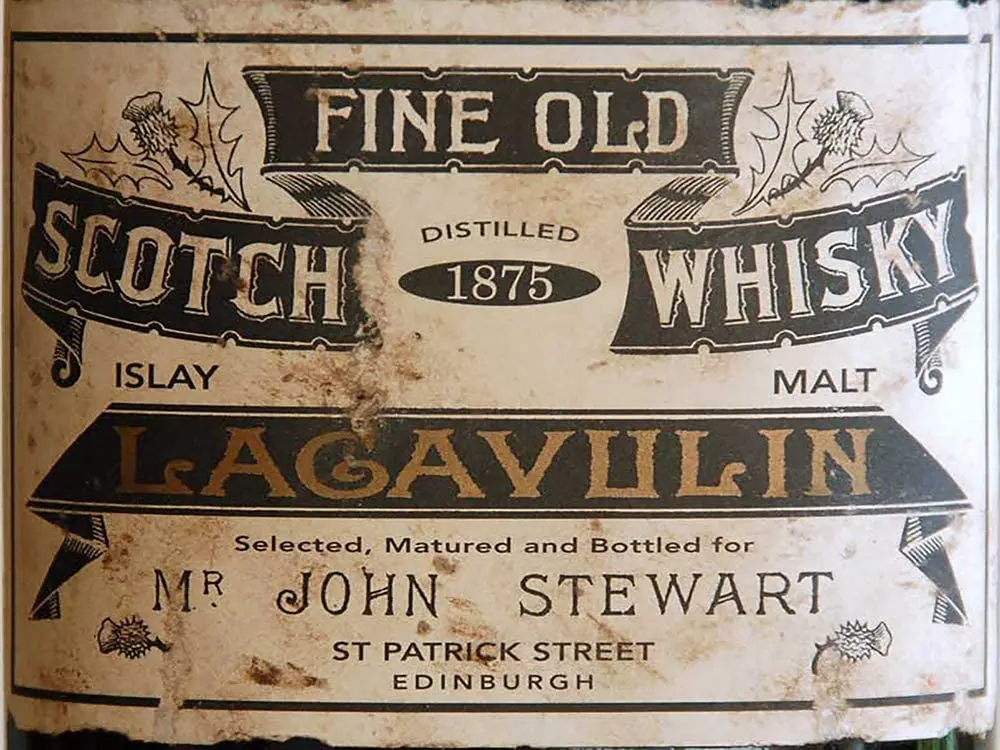 FINE OLD
SCOTCH WHISKY
DISTILLED
1875
ISLAY MALT
LAGAVULIN
Selected, Matured and Bottled for
MR JOHN STEWART
ST PATRICK STREET
EDINBURGH